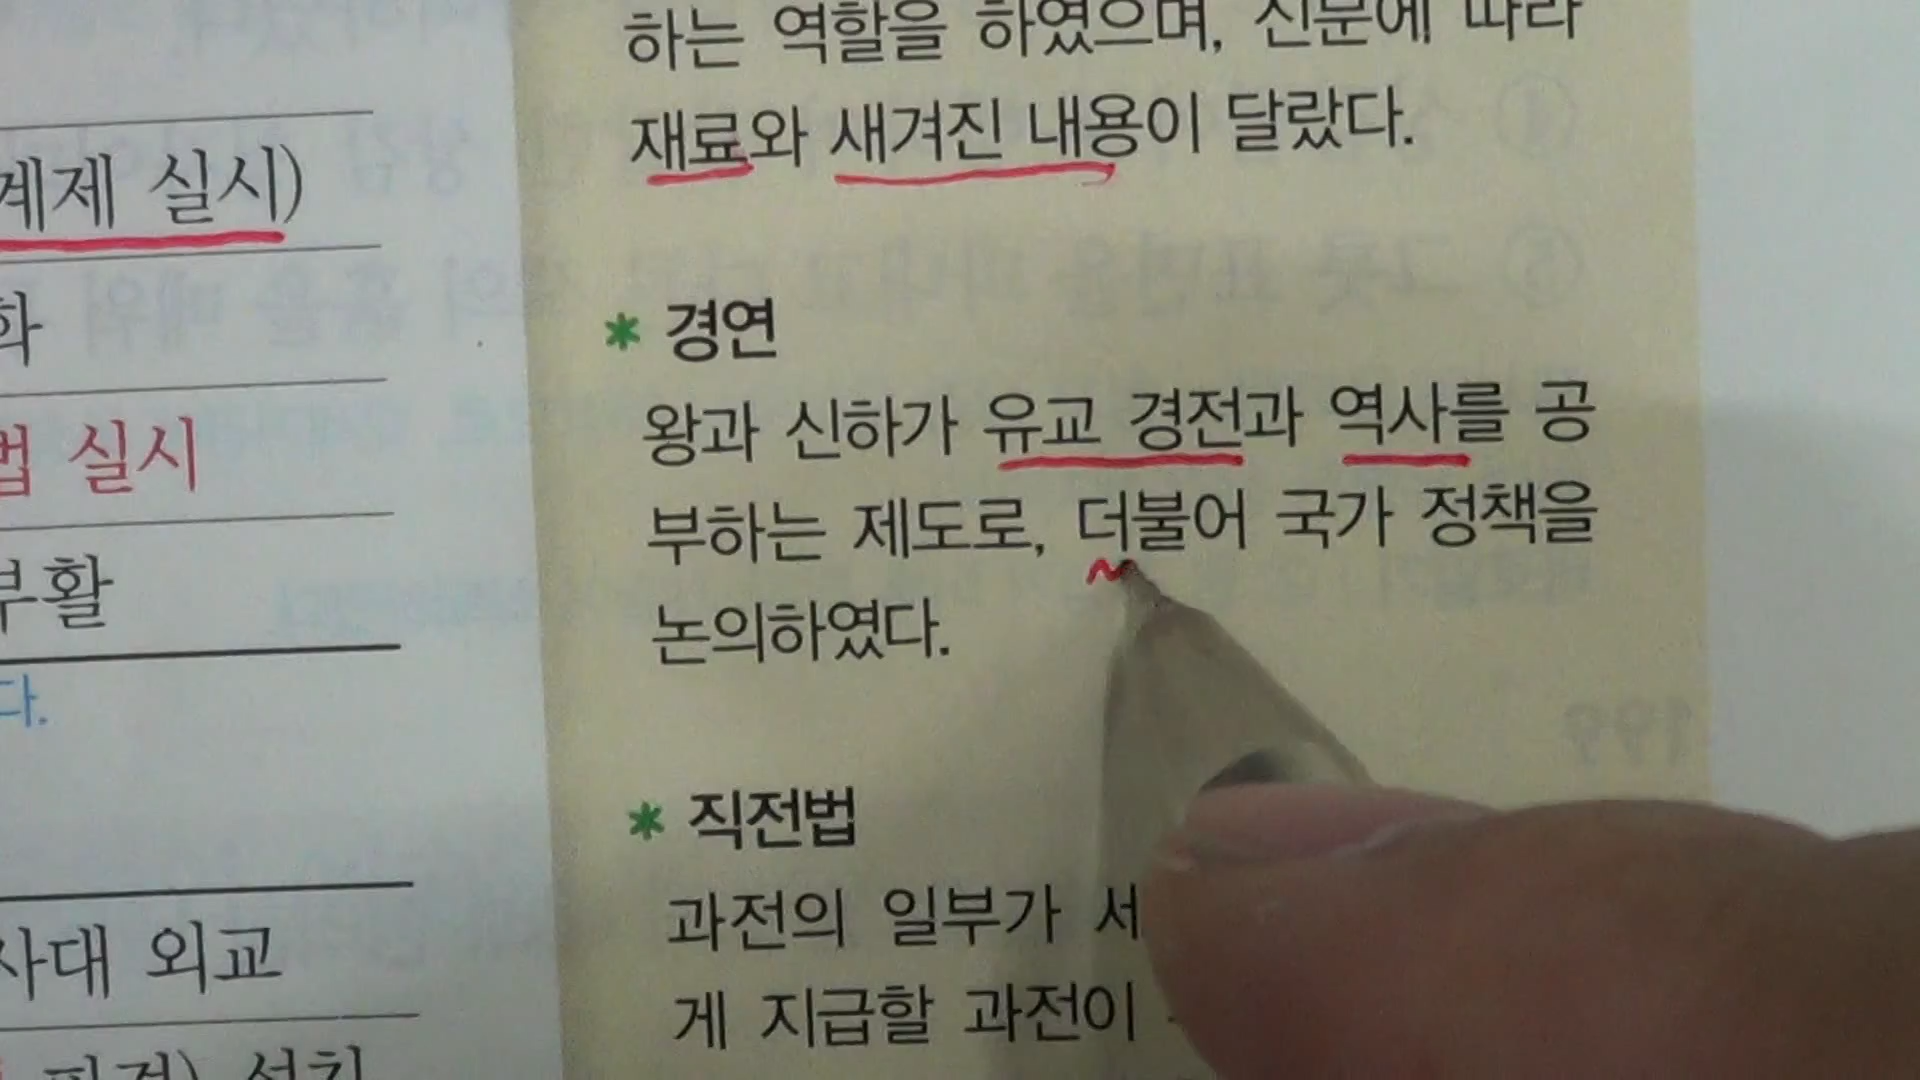 하는 역할을 하였으며, 신분에 따라
재료와 새겨진 내용이 달랐다.
* 경연
왕과 신하가 유교 경전과 역사를 공
부하는 제도로, 더불어 국가 정책을
논의하였다.
* 직전법
과전의 일부가 세
게 지급할 과전이
계제 실시)
화
법 실시
부활
다.
사대 외교
파견) 설치